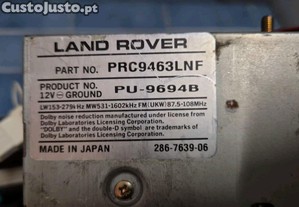 CustoJusto.pt
LAND ROVER
PART NO. PRC9463LNF
PRODUCT NO. PU-9694B
12V ⎓ GROUND
LW153-279kHz MW531-1602kHz FM(UKW)87.5-108MHz
Dolby noise reduction manufactured under license from
Dolby Laboratories Licensing Corporation.
"DOLBY" and the double-D symbol are trademarks of
Dolby Laboratories Licensing Corporation.
MADE IN JAPAN 286-7639-06